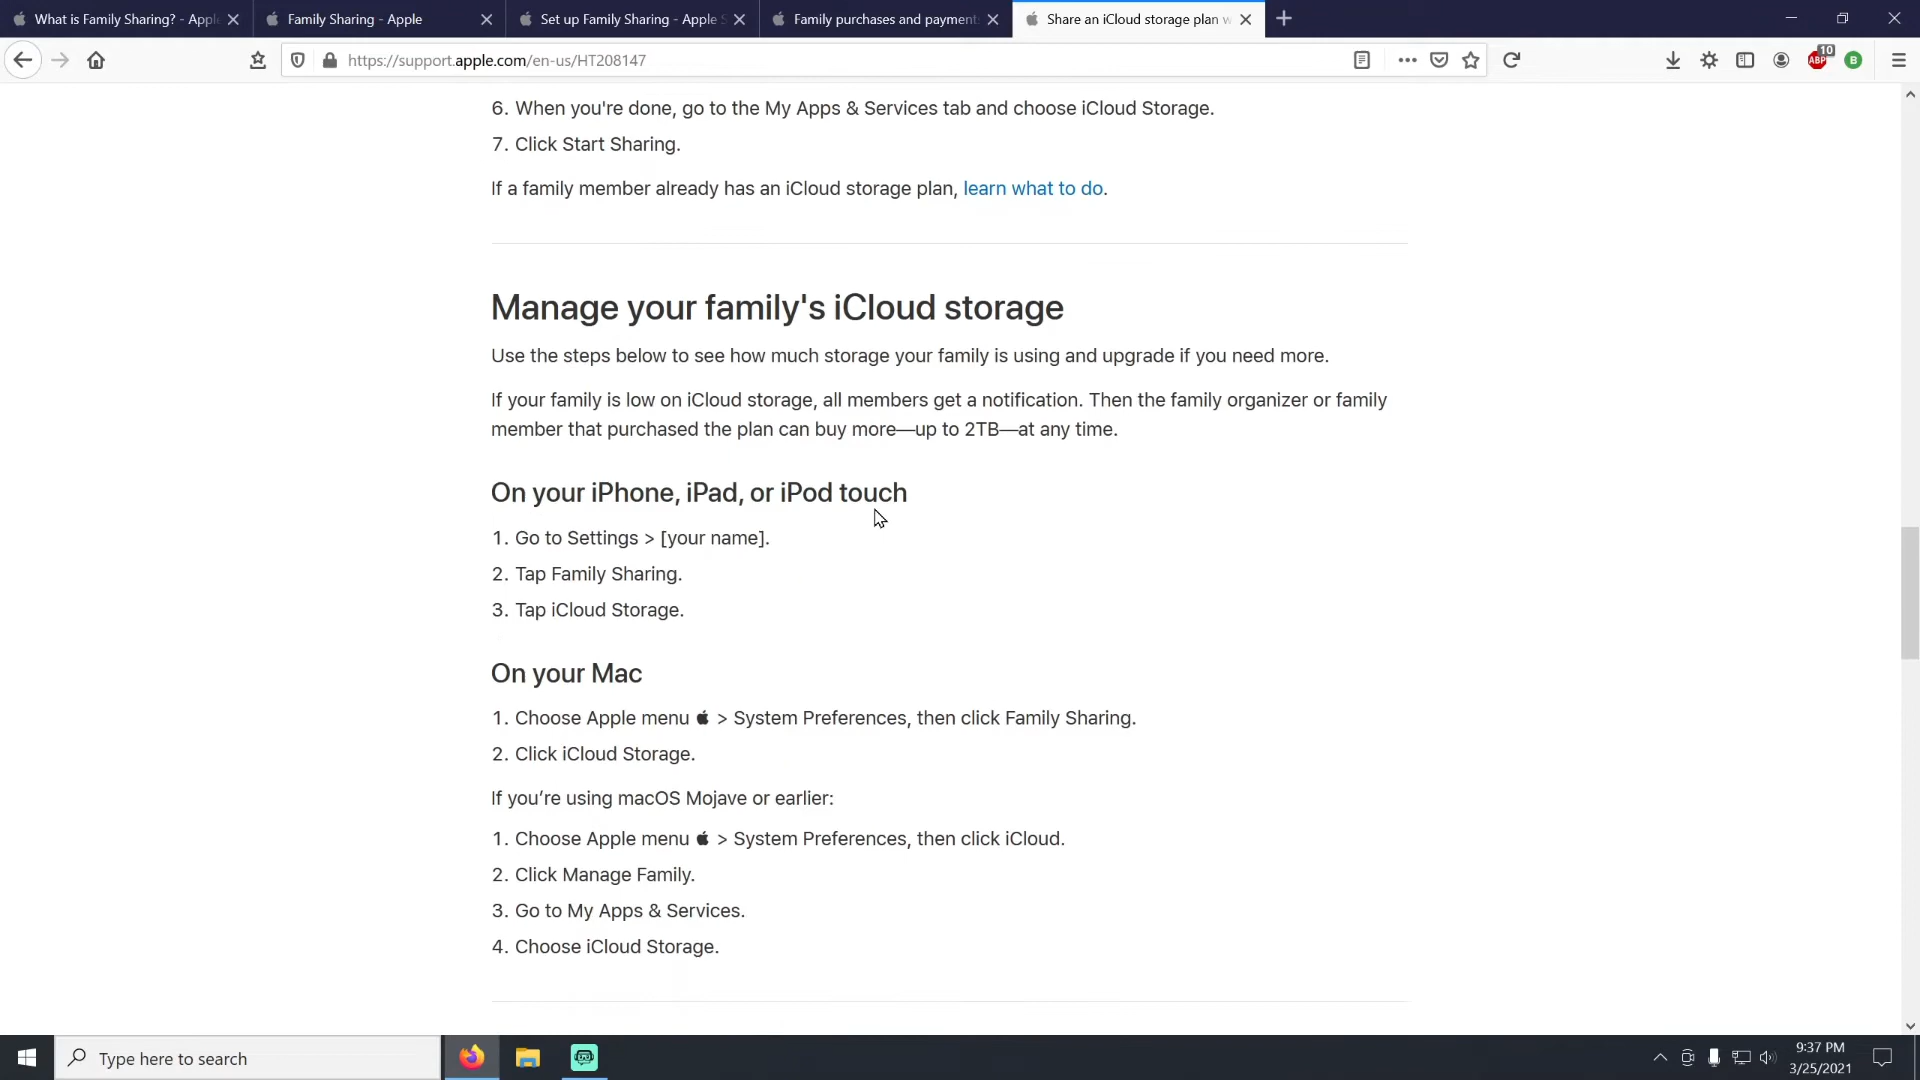 What is Family Sharing? - Appl
Family Sharing - Apple
Set up Family Sharing - Apple S
Family purchases and payment
Share an iCloud storage plan w
https://support.apple.com/en-us/HT208147
10
ABP
B
6. When you're done, go to the My Apps & Services tab and choose iCloud Storage.
7. Click Start Sharing.
If a family member already has an iCloud storage plan, learn what to do.
Manage your family's iCloud storage
Use the steps below to see how much storage your family is using and upgrade if you need more.
If your family is low on iCloud storage, all members get a notification. Then the family organizer or family
member that purchased the plan can buy more—up to 2TB—at any time.
On your iPhone, iPad, or iPod touch
1. Go to Settings > [your name].
2. Tap Family Sharing.
3. Tap iCloud Storage.
On your Mac
1. Choose Apple menu  > System Preferences, then click Family Sharing.
2. Click iCloud Storage.
If you’re using macOS Mojave or earlier:
1. Choose Apple menu  > System Preferences, then click iCloud.
2. Click Manage Family.
3. Go to My Apps & Services.
4. Choose iCloud Storage.
Type here to search
9:37 PM
3/25/2021